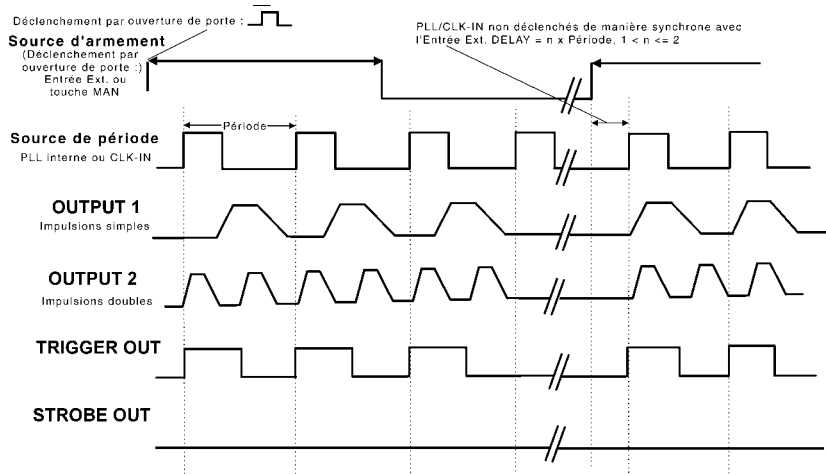 Déclenchement par
ouverture de porte :
Source d'armement
(Déclenchement par
ouverture de porte :)
Entrée Ext. ou
touche MAN
PLL/CLK-IN non déclenchés de manière synchrone avec
l'Entrée Ext. DELAY = n x Période, 1 < n <= 2
Période
Source de période
PLL interne ou CLK-IN
OUTPUT 1
Impulsions simples
OUTPUT 2
Impulsions doubles
TRIGGER OUT
STROBE OUT